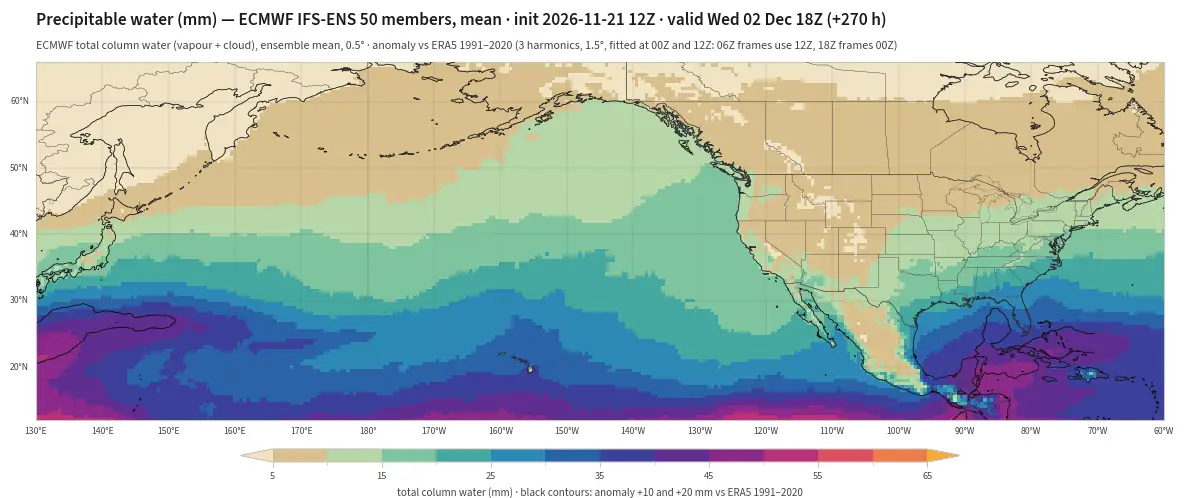 Precipitable water (mm) — ECMWF IFS-ENS 50 members, mean · init 2026-11-21 12Z · valid Wed 02 Dec 18Z (+270 h)
ECMWF total column water (vapour + cloud), ensemble mean, 0.5° · anomaly vs ERA5 1991–2020 (3 harmonics, 1.5°, fitted at 00Z and 12Z: 06Z frames use 12Z, 18Z frames 00Z)
60°N
50°N
40°N
30°N
20°N
130°E 140°E 150°E 160°E 170°E 180° 170°W 160°W 150°W 140°W 130°W 120°W 110°W 100°W 90°W 80°W 70°W 60°W
5 15 25 35 45 55 65
total column water (mm) · black contours: anomaly +10 and +20 mm vs ERA5 1991–2020